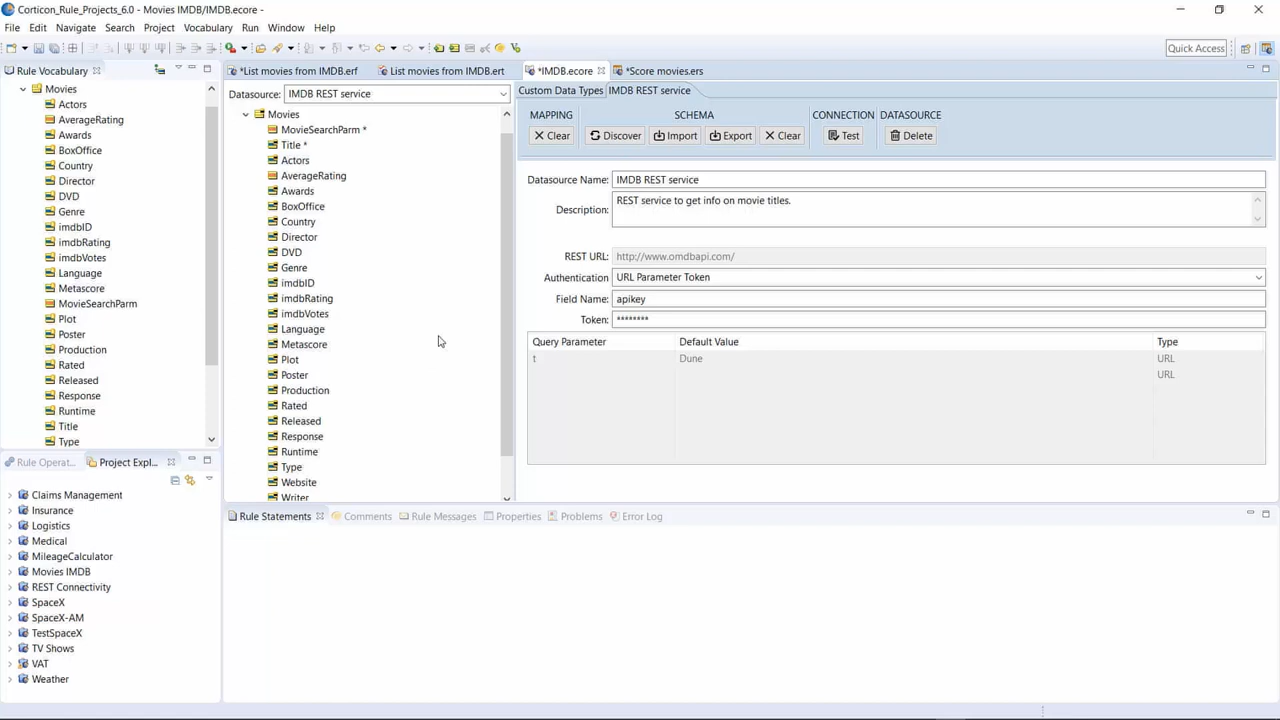 Corticon_Rule_Projects_6.0 - Movies IMDB/IMDB.ecore -
File Edit Navigate Search Project Vocabulary Run Window Help
Quick Access
Rule Vocabulary
Movies
Actors
AverageRating
Awards
BoxOffice
Country
Director
DVD
Genre
imdbID
imdbRating
imdbVotes
Language
Metascore
MovieSearchParm
Plot
Poster
Production
Rated
Released
Response
Runtime
Title
Type
Rule Operat...
Project Expl...
Claims Management
Insurance
Logistics
Medical
MileageCalculator
Movies IMDB
REST Connectivity
SpaceX
SpaceX-AM
TestSpaceX
TV Shows
VAT
Weather
*List movies from IMDB.erf
List movies from IMDB.ert
*IMDB.ecore
*Score movies.ers
Datasource: IMDB REST service
Movies
MovieSearchParm *
Title *
Actors
AverageRating
Awards
BoxOffice
Country
Director
DVD
Genre
imdbID
imdbRating
imdbVotes
Language
Metascore
Plot
Poster
Production
Rated
Released
Response
Runtime
Type
Website
Writer
Custom Data Types IMDB REST service
MAPPING SCHEMA CONNECTION DATASOURCE
Clear Discover Import Export Clear Test Delete
Datasource Name: IMDB REST service
Description: REST service to get info on movie titles.
REST URL: http://www.omdbapi.com/
Authentication URL Parameter Token
Field Name: apikey
Token: ********
Query Parameter Default Value Type
t Dune URL
URL
Rule Statements Comments Rule Messages Properties Problems Error Log